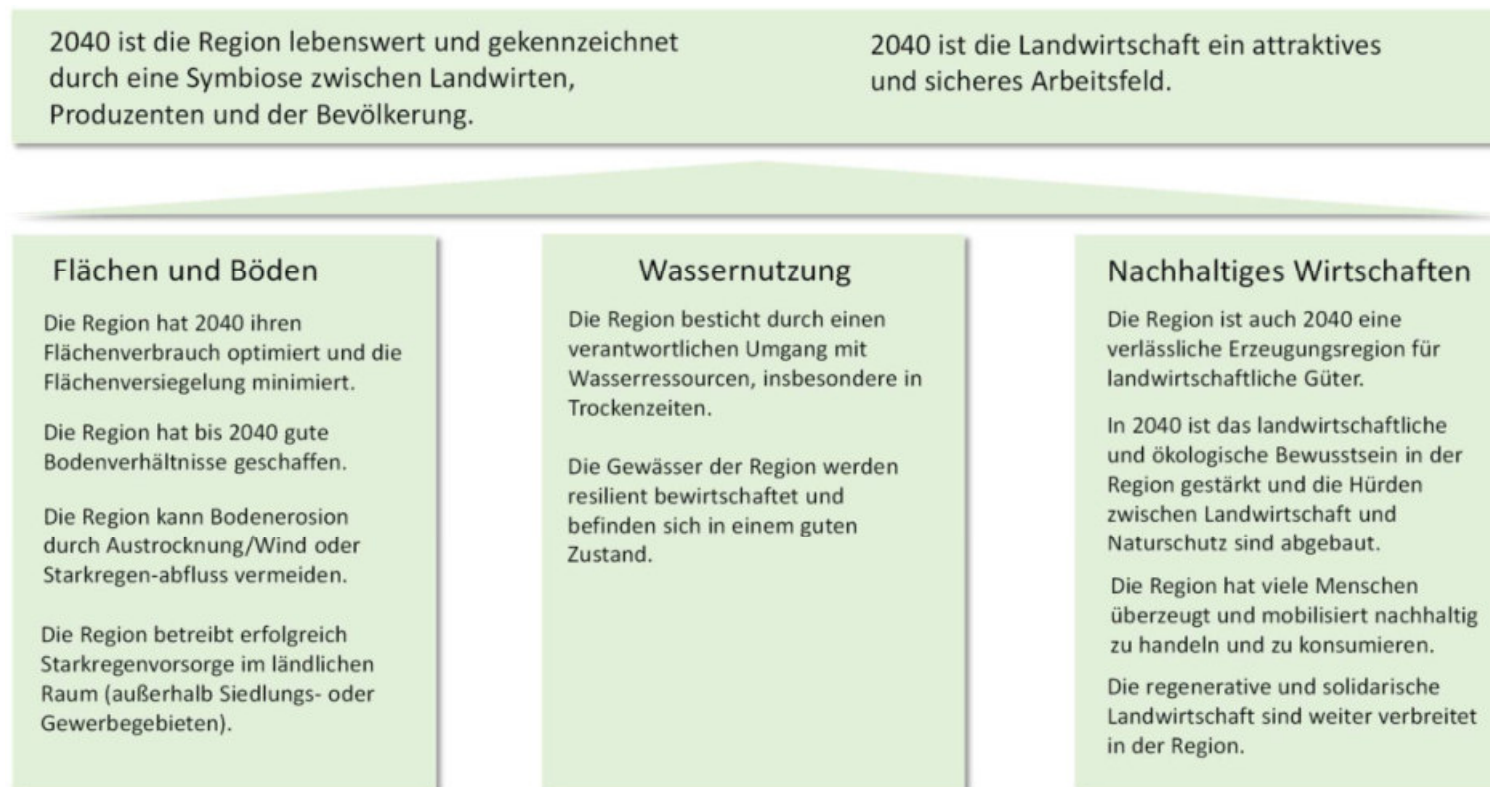 2040 ist die Region lebenswert und gekennzeichnet
durch eine Symbiose zwischen Landwirten,
Produzenten und der Bevölkerung.
2040 ist die Landwirtschaft ein attraktives
und sicheres Arbeitsfeld.
Flächen und Böden
Die Region hat 2040 ihren
Flächenverbrauch optimiert und die
Flächenversiegelung minimiert.
Die Region hat bis 2040 gute
Bodenverhältnisse geschaffen.
Die Region kann Bodenerosion
durch Austrocknung/Wind oder
Starkregen-abfluss vermeiden.
Die Region betreibt erfolgreich
Starkregenvorsorge im ländlichen
Raum (außerhalb Siedlungs- oder
Gewerbegebieten).
Wassernutzung
Die Region besticht durch einen
verantwortlichen Umgang mit
Wasserressourcen, insbesondere in
Trockenzeiten.
Die Gewässer der Region werden
resilient bewirtschaftet und
befinden sich in einem guten
Zustand.
Nachhaltiges Wirtschaften
Die Region ist auch 2040 eine
verlässliche Erzeugungsregion für
landwirtschaftliche Güter.
In 2040 ist das landwirtschaftliche
und ökologische Bewusstsein in der
Region gestärkt und die Hürden
zwischen Landwirtschaft und
Naturschutz sind abgebaut.
Die Region hat viele Menschen
überzeugt und mobilisiert nachhaltig
zu handeln und zu konsumieren.
Die regenerative und solidarische
Landwirtschaft sind weiter verbreitet
in der Region.